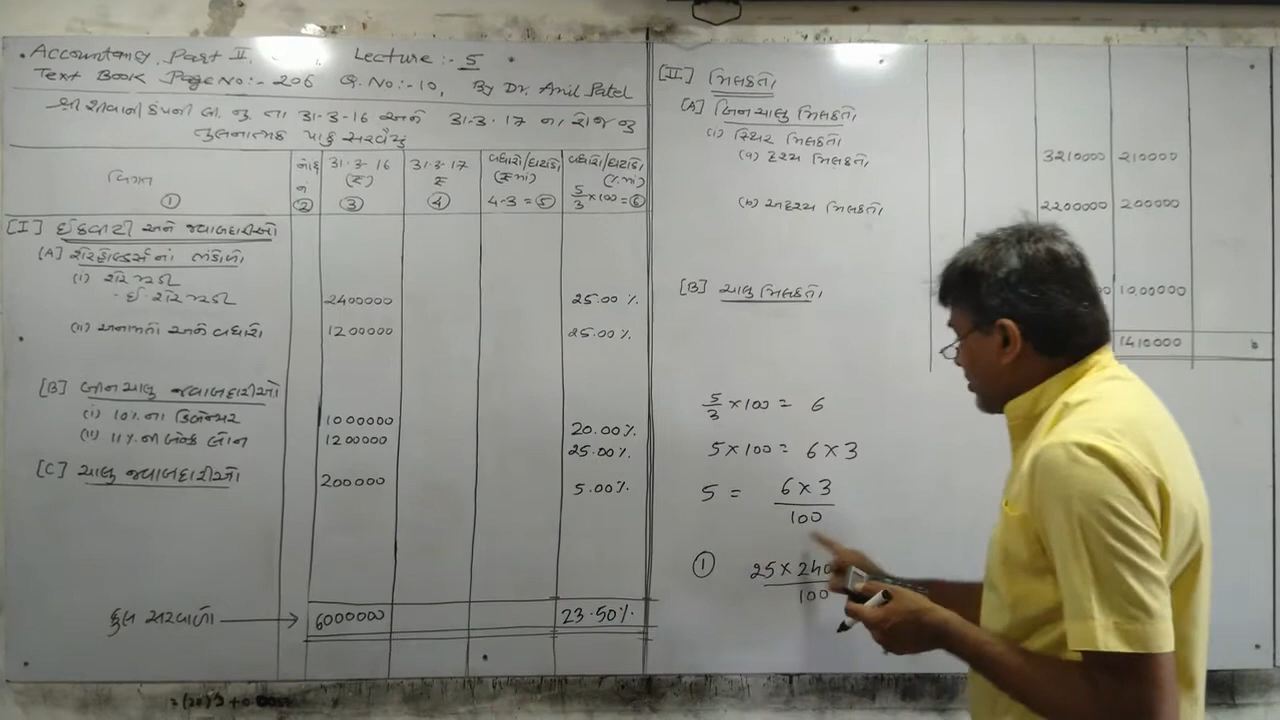 Accountancy Part II, Lecture :- 5
Text Book Page No:- 206 Q. No:- 10, By Dr. Anil Patel
શ્રી શીવાની કંપની લિ. નું તા 31-3-16 અને 31-3-17 ના રોજનું
તુલનાત્મક પાકું સરવૈયું
વિગત
①
નોંધ
નં
②
31-3-16
(₹)
③
31-3-17
₹
④
વધારો/ઘટાડો
(₹ માં)
4-3 = ⑤
વધારો/ઘટાડો
(% માં)
5/3 × 100 = ⑥
[I] ઈક્વીટી અને જવાબદારીઓ
(A) શેરહોલ્ડર્સનાં ભંડોળો
(i) શેરમૂડી
- ઈ. શેરમૂડી 2400000 25.00 %
(ii) અનામતો અને વધારો 1200000 25.00 %
[B] બીન ચાલુ જવાબદારીઓ
(i) 10% ના ડિબેન્ચર 1000000 20.00 %
(ii) 11% ની બેન્ક લોન 1200000 25.00 %
[C] ચાલુ જવાબદારીઓ 200000 5.00 %
કુલ સરવાળો → 6000000 23.50 %
[II] મિલકતો
[A] બિનચાલુ મિલકતો
(i) સ્થિર મિલકતો
(a) દૃશ્ય મિલકતો 3210000 210000
(b) અદૃશ્ય મિલકતો 2200000 200000
[B] ચાલુ મિલકતો 1000000
1410000
5/3 × 100 = 6
5 × 100 = 6 × 3
5 = 6 × 3
100
① 25 × 240
100